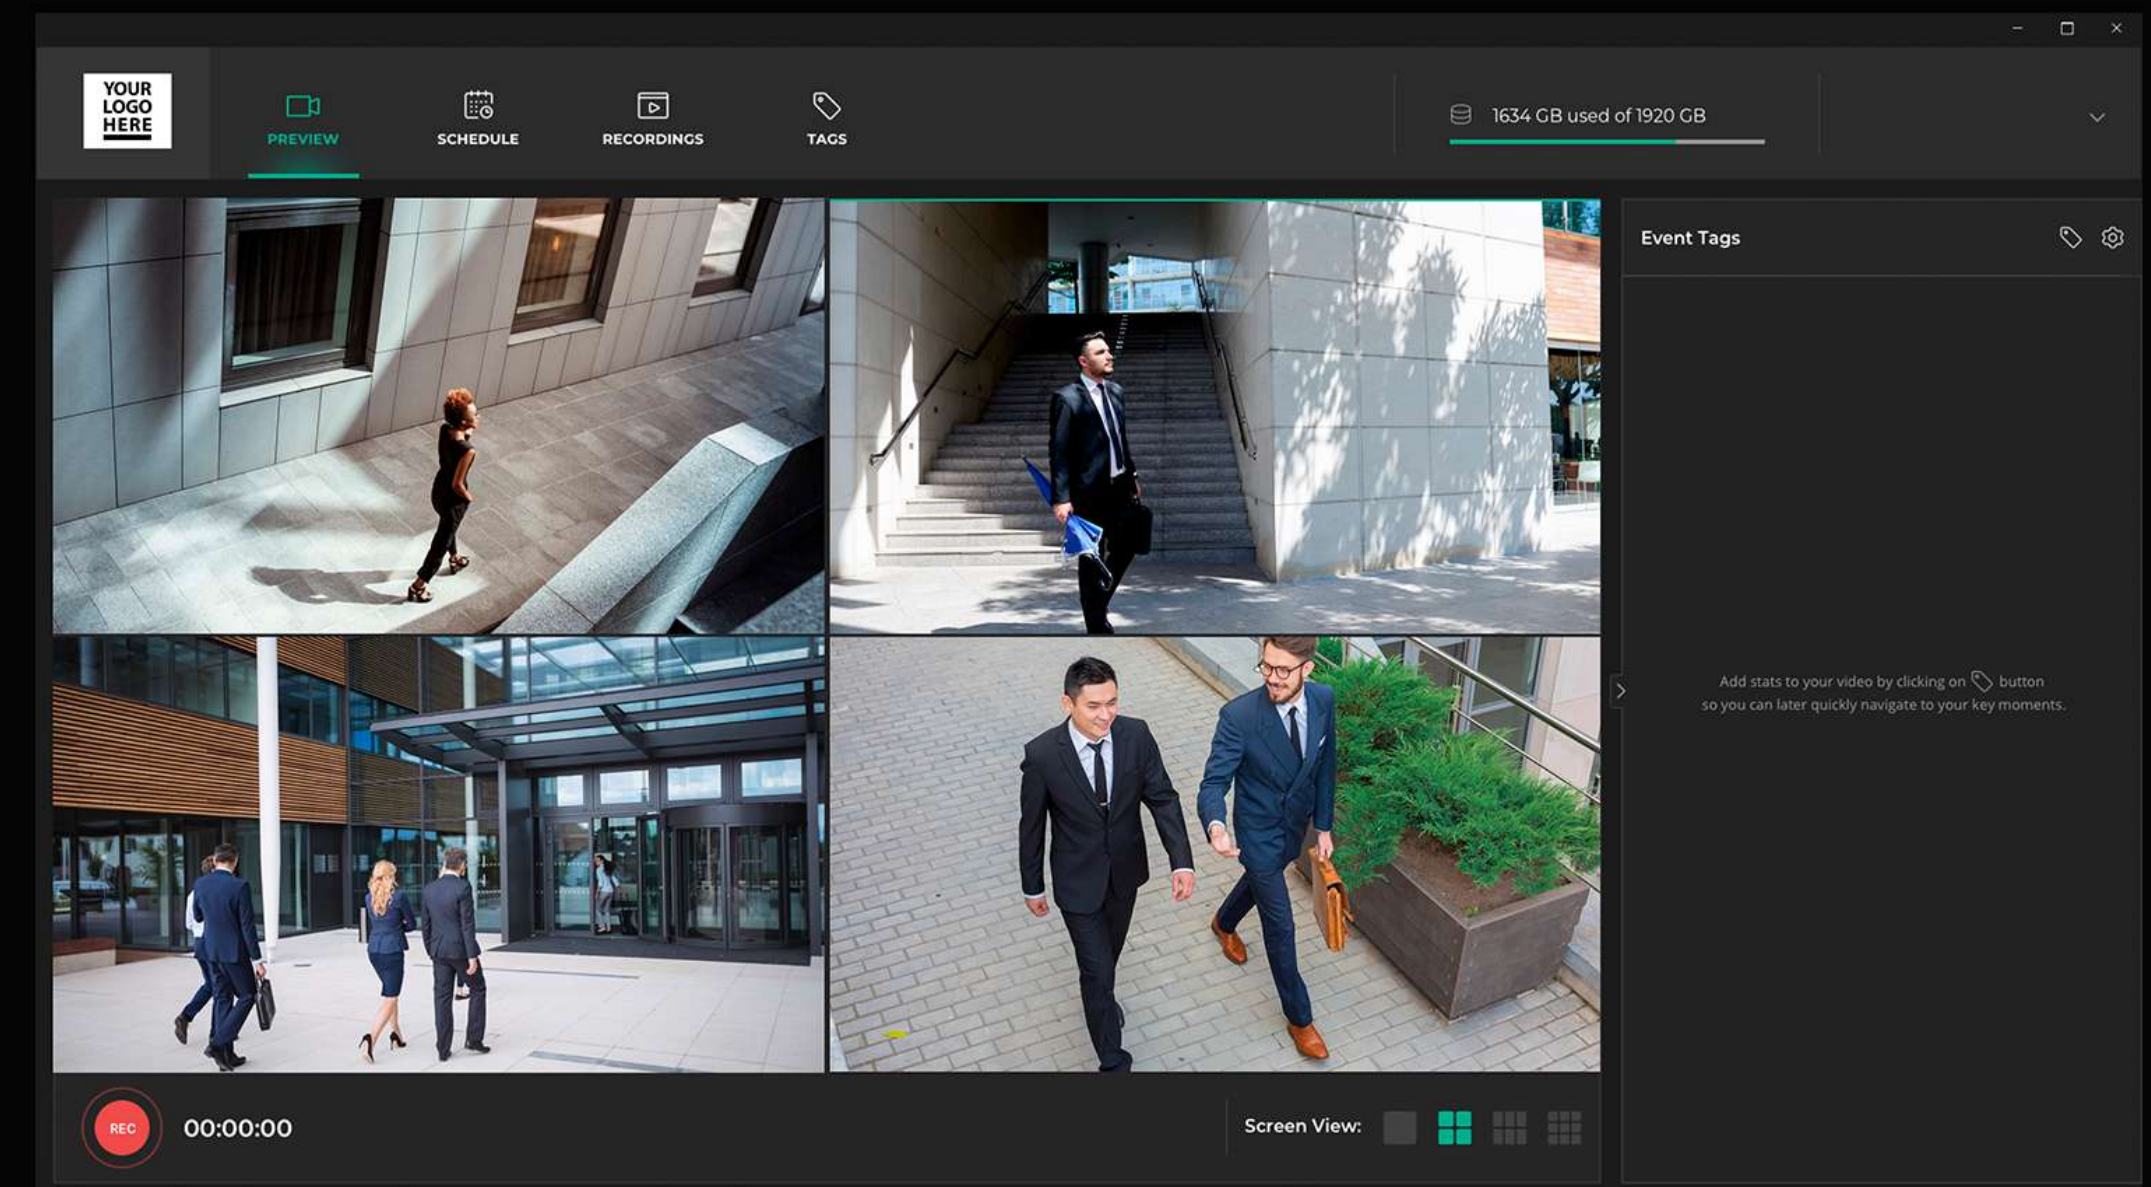 YOUR
LOGO
HERE
PREVIEW
SCHEDULE
RECORDINGS
TAGS
1634 GB used of 1920 GB
Event Tags
Add stats to your video by clicking on button
so you can later quickly navigate to your key moments.
REC
00:00:00
Screen View: